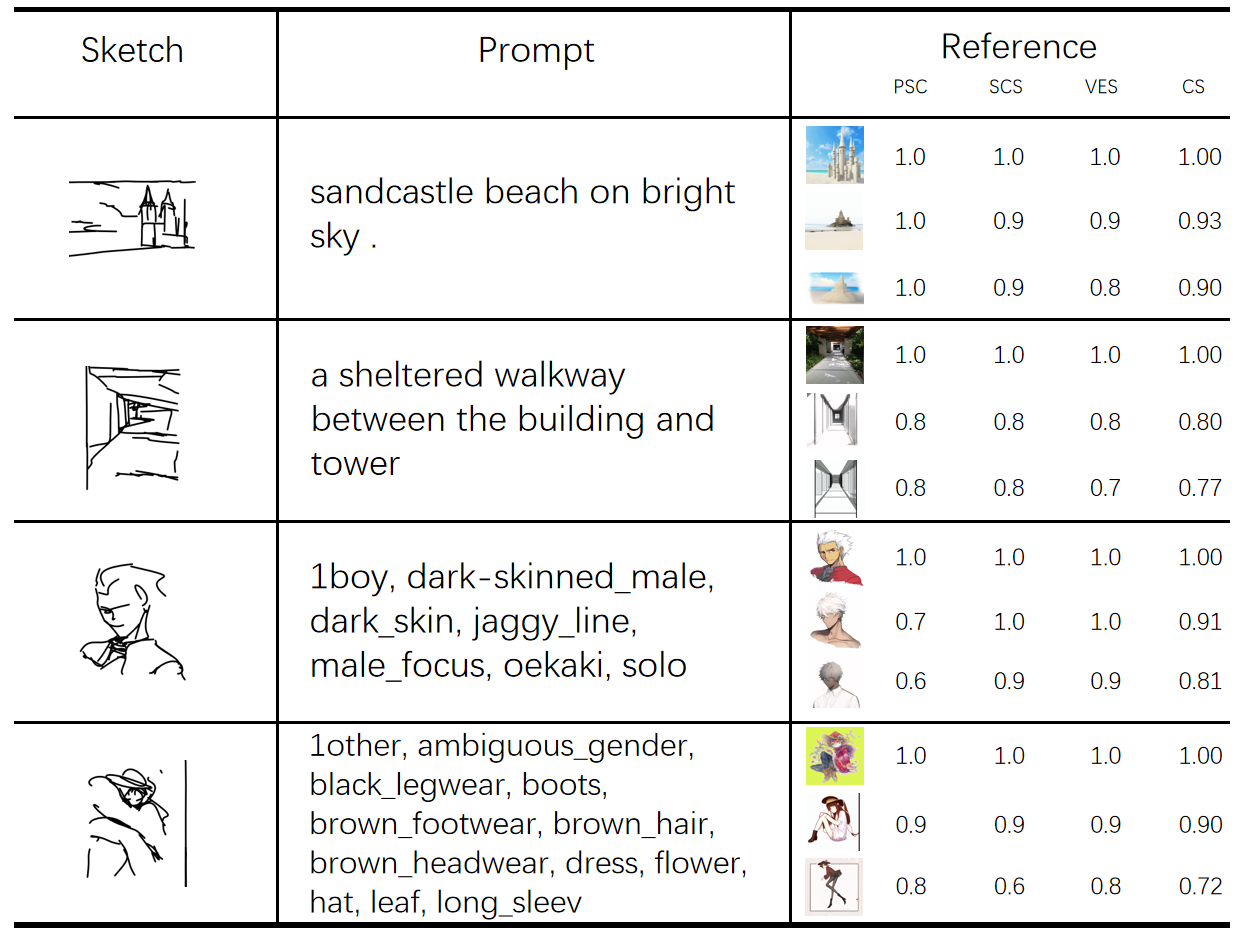 Sketch
Prompt
Reference
PSC SCS VES CS
sandcastle beach on bright
sky .
1.0 1.0 1.0 1.00
1.0 0.9 0.9 0.93
1.0 0.9 0.8 0.90
a sheltered walkway
between the building and
tower
1.0 1.0 1.0 1.00
0.8 0.8 0.8 0.80
0.8 0.8 0.7 0.77
1boy, dark-skinned_male,
dark_skin, jaggy_line,
male_focus, oekaki, solo
1.0 1.0 1.0 1.00
0.7 1.0 1.0 0.91
0.6 0.9 0.9 0.81
1other, ambiguous_gender,
black_legwear, boots,
brown_footwear, brown_hair,
brown_headwear, dress, flower,
hat, leaf, long_sleev
1.0 1.0 1.0 1.00
0.9 0.9 0.9 0.90
0.8 0.6 0.8 0.72